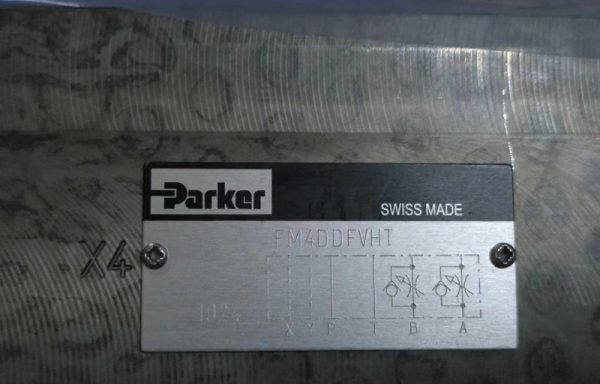 Parker
SWISS MADE
FM4DDFVHT
X4
X Y P T B A